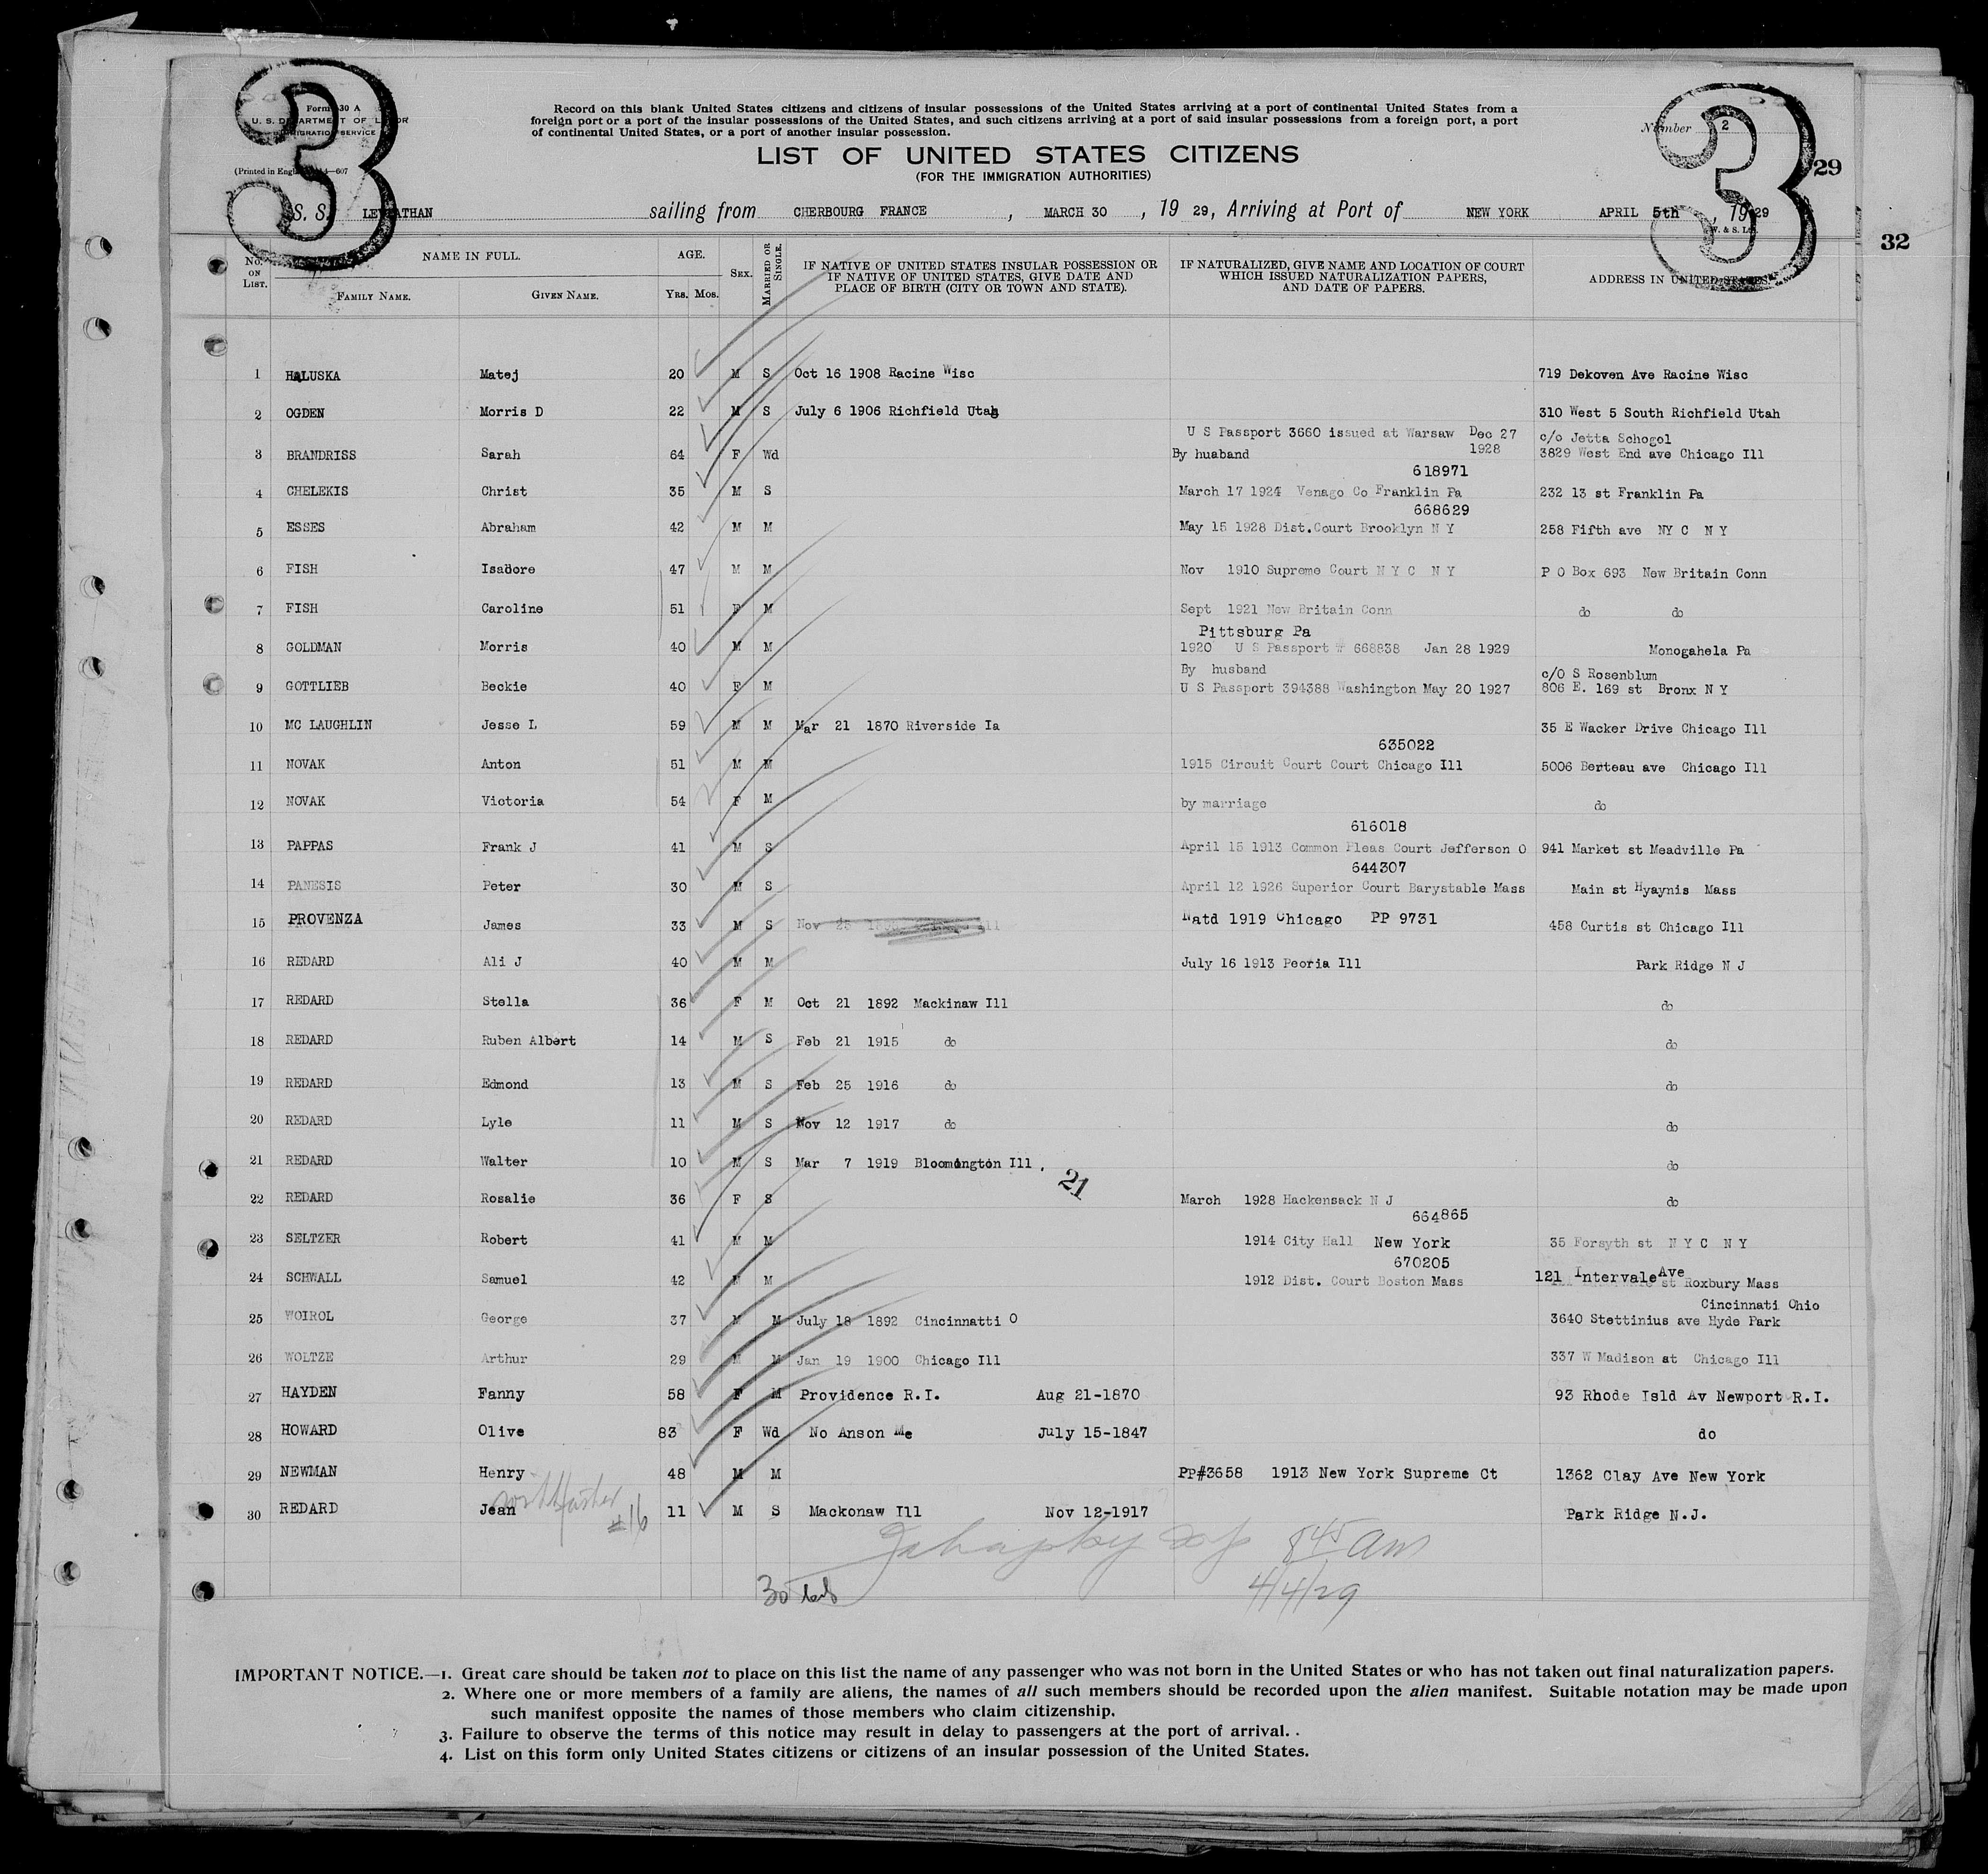 3
3
Form 30 A
U. S. DEPARTMENT OF LABOR
IMMIGRATION SERVICE
(Printed in England) 14—607
Record on this blank United States citizens and citizens of insular possessions of the United States arriving at a port of continental United States from a
foreign port or a port of the insular possessions of the United States, and such citizens arriving at a port of said insular possessions from a foreign port, a port
of continental United States, or a port of another insular possession.
Number 2
29
LIST OF UNITED STATES CITIZENS
(FOR THE IMMIGRATION AUTHORITIES)
S. S. LEVIATHAN sailing from CHERBOURG FRANCE , MARCH 30 , 19 29, Arriving at Port of NEW YORK APRIL 5th , 19 29
W. & S. Ld.
32
No. ON LIST. NAME IN FULL. FAMILY NAME. GIVEN NAME. AGE. Yrs. Mos. SEX. MARRIED OR SINGLE. IF NATIVE OF UNITED STATES INSULAR POSSESSION OR IF NATIVE OF UNITED STATES, GIVE DATE AND PLACE OF BIRTH (CITY OR TOWN AND STATE). IF NATURALIZED, GIVE NAME AND LOCATION OF COURT WHICH ISSUED NATURALIZATION PAPERS, AND DATE OF PAPERS. ADDRESS IN UNITED STATES.
1 HALUSKA Matej 20 M S Oct 16 1908 Racine Wisc 719 Dekoven Ave Racine Wisc
2 OGDEN Morris D 22 M S July 6 1906 Richfield Utah 310 West 5 South Richfield Utah
U S Passport 3660 issued at Warsaw Dec 27 1928 c/o Jetta Schogol
3 BRANDRISS Sarah 64 F Wd By huaband 3829 West End ave Chicago Ill
618971
4 CHELEKIS Christ 35 M S March 17 1924 Venago Co Franklin Pa 232 13 st Franklin Pa
668629
5 ESSES Abraham 42 M M May 15 1928 Dist.Court Brooklyn N Y 258 Fifth ave NY C N Y
6 FISH Isadore 47 M M Nov 1910 Supreme Court N Y C N Y P O Box 693 New Britain Conn
7 FISH Caroline 51 F M Sept 1921 New Britain Conn do do
Pittsburg Pa
8 GOLDMAN Morris 40 M M 1920 U S Passport # 668838 Jan 28 1929 Monogahela Pa
By husband c/O S Rosenblum
9 GOTTLIEB Beckie 40 F M U S Passport 394388 Washington May 20 1927 806 E. 169 st Bronx N Y
10 MC LAUGHLIN Jesse L 59 M M Mar 21 1870 Riverside Ia 35 E Wacker Drive Chicago Ill
635022
11 NOVAK Anton 51 M M 1915 Circuit Court Court Chicago Ill 5006 Berteau ave Chicago Ill
12 NOVAK Victoria 54 F M by marriage do
616018
13 PAPPAS Frank J 41 M S April 15 1913 Common Pleas Court Jefferson O 941 Market st Meadville Pa
644307
14 PANESIS Peter 30 M S April 12 1926 Superior Court Barystable Mass Main st Hyaynis Mass
15 PROVENZA James 33 M S Nov 25 Ill Natd 1919 Chicago PP 9731 458 Curtis st Chicago Ill
16 REDARD Ali J 40 M M July 16 1913 Peoria Ill Park Ridge N J
17 REDARD Stella 36 F M Oct 21 1892 Mackinaw Ill do
18 REDARD Ruben Albert 14 M S Feb 21 1915 do do
19 REDARD Edmond 13 M S Feb 25 1916 do do
20 REDARD Lyle 11 M S Nov 12 1917 do do
21 REDARD Walter 10 M S Mar 7 1919 Bloomington Ill . do
21
22 REDARD Rosalie 36 F S March 1928 Hackensack N J do
664865
23 SELTZER Robert 41 M M 1914 City Hall New York 35 Forsyth st N Y C N Y
670205
24 SCHWALL Samuel 42 M M 1912 Dist. Court Boston Mass 121 Intervale Ave st Roxbury Mass
Cincinnati Ohio
25 WOIROL George 37 M M July 18 1892 Cincinnatti O 3640 Stettinius ave Hyde Park
26 WOLTZE Arthur 29 M M Jan 19 1900 Chicago Ill 337 W Madison at Chicago Ill
27 HAYDEN Fanny 58 F M Providence R.I. Aug 21-1870 93 Rhode Isld Av Newport R.I.
28 HOWARD Olive 83 F Wd No Anson Me July 15-1847 do
29 NEWMAN Henry 48 M M PP#3658 1913 New York Supreme Ct 1362 Clay Ave New York
30 REDARD Jean 11 M S Mackonaw Ill Nov 12-1917 Park Ridge N.J.
father #16
845 am
30
4/4/29
IMPORTANT NOTICE.—1. Great care should be taken not to place on this list the name of any passenger who was not born in the United States or who has not taken out final naturalization papers.
2. Where one or more members of a family are aliens, the names of all such members should be recorded upon the alien manifest. Suitable notation may be made upon
such manifest opposite the names of those members who claim citizenship.
3. Failure to observe the terms of this notice may result in delay to passengers at the port of arrival.
4. List on this form only United States citizens or citizens of an insular possession of the United States.